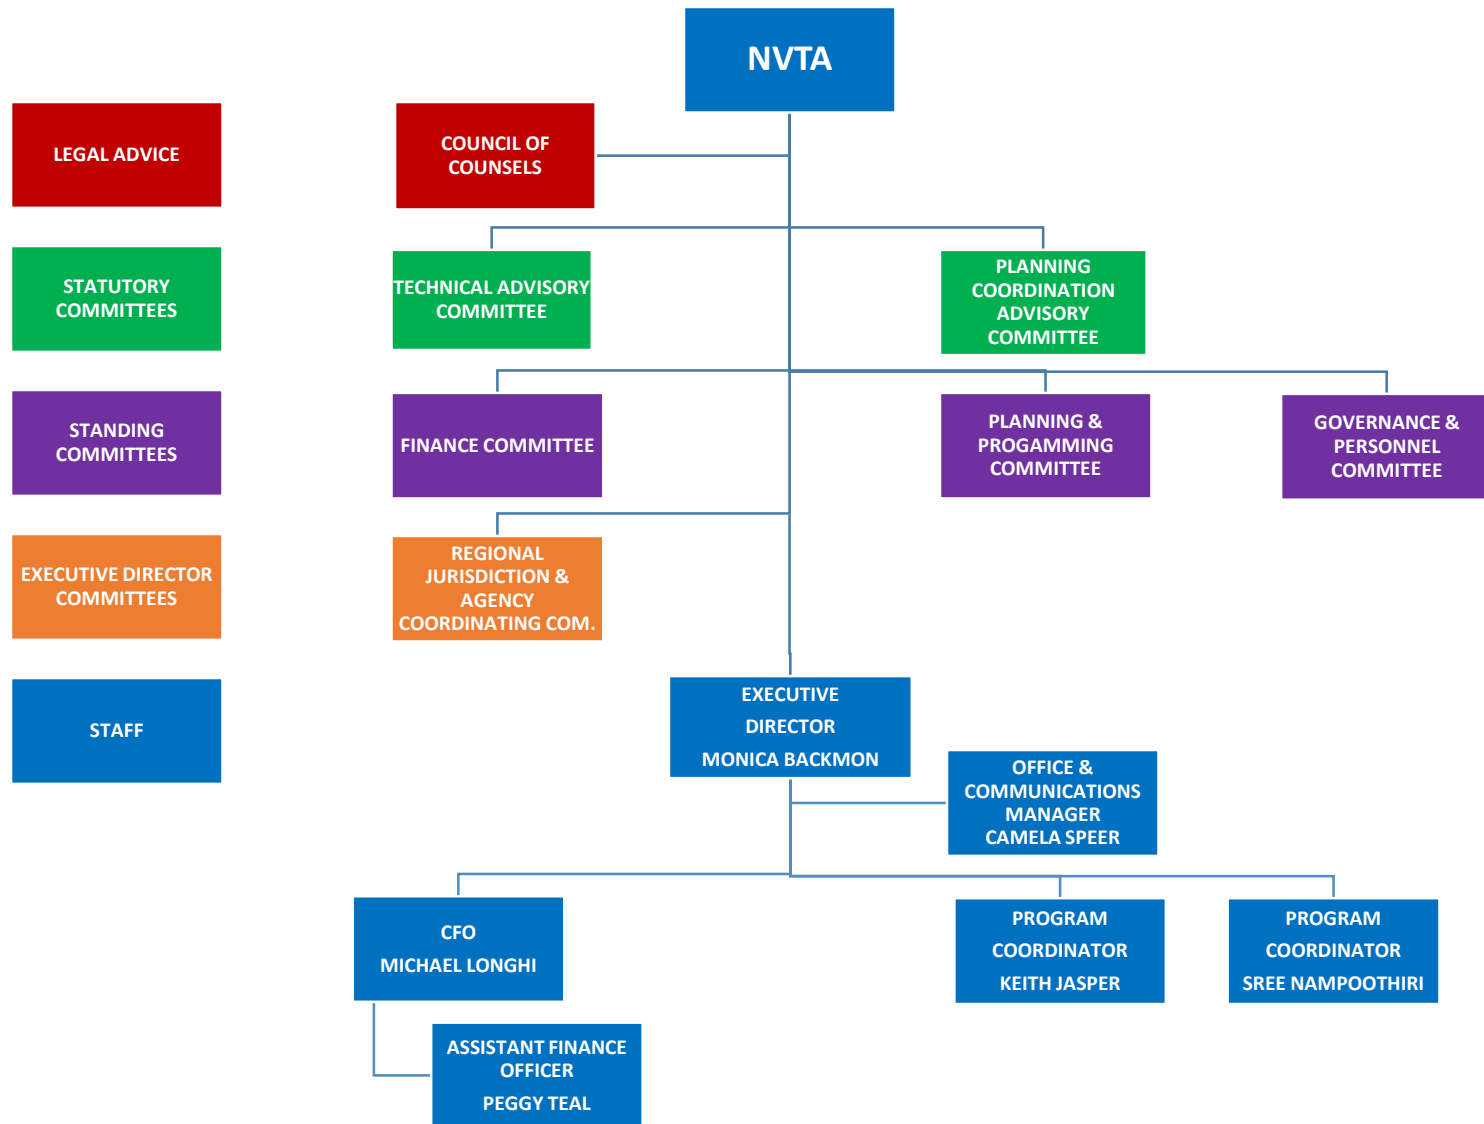 NVTA
LEGAL ADVICE
COUNCIL OF
COUNSELS
STATUTORY
COMMITTEES
TECHNICAL ADVISORY
COMMITTEE
PLANNING
COORDINATION
ADVISORY
COMMITTEE
STANDING
COMMITTEES
FINANCE COMMITTEE
PLANNING &
PROGAMMING
COMMITTEE
GOVERNANCE &
PERSONNEL
COMMITTEE
EXECUTIVE DIRECTOR
COMMITTEES
REGIONAL
JURISDICTION &
AGENCY
COORDINATING COM.
STAFF
EXECUTIVE
DIRECTOR
MONICA BACKMON
OFFICE &
COMMUNICATIONS
MANAGER
CAMELA SPEER
CFO
MICHAEL LONGHI
PROGRAM
COORDINATOR
KEITH JASPER
PROGRAM
COORDINATOR
SREE NAMPOOTHIRI
ASSISTANT FINANCE
OFFICER
PEGGY TEAL